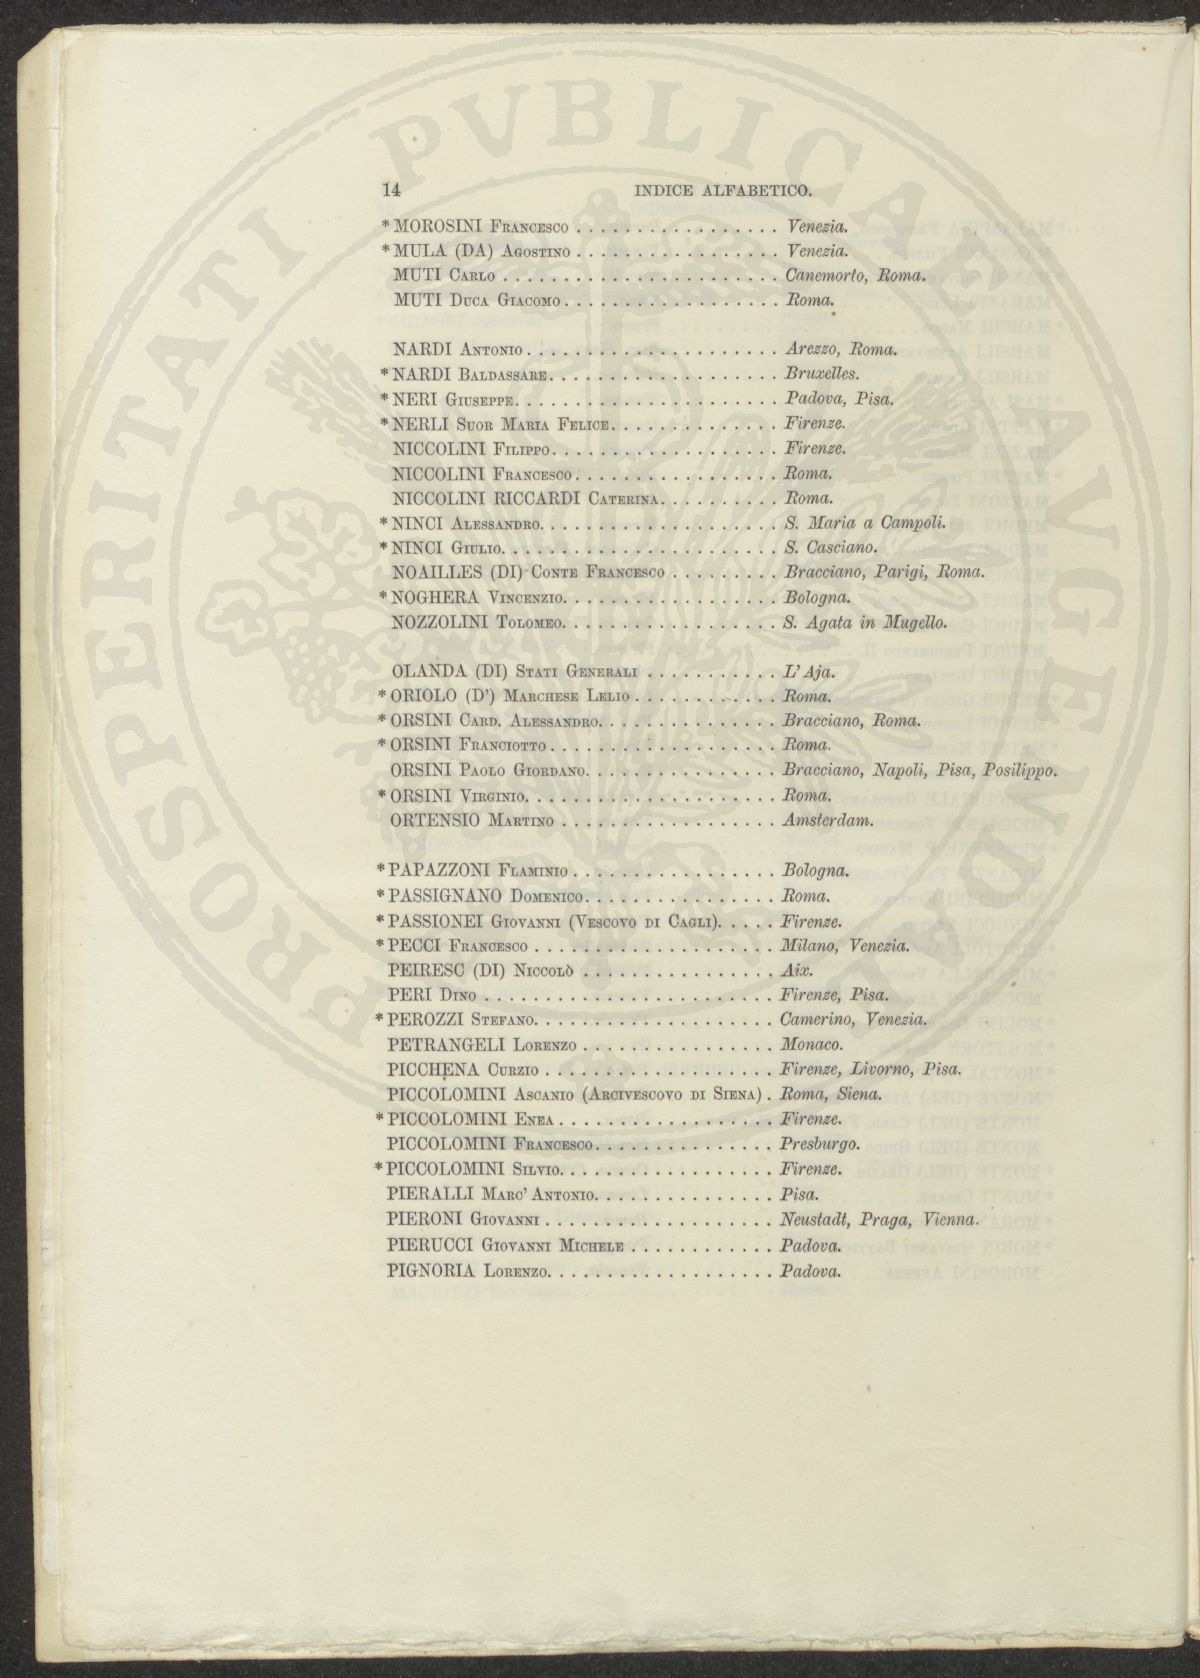 PROSPERITATI PVBLICAE AVGENDAE
14 INDICE ALFABETICO.
* MOROSINI Francesco . . . . . . . . . . . . . . . . . Venezia.
* MULA (DA) Agostino . . . . . . . . . . . . . . . . . Venezia.
MUTI Carlo . . . . . . . . . . . . . . . . . . . . . . . Canemorto, Roma.
MUTI Duca Giacomo . . . . . . . . . . . . . . . . . . Roma.
NARDI Antonio . . . . . . . . . . . . . . . . . . . . . Arezzo, Roma.
* NARDI Baldassare . . . . . . . . . . . . . . . . . . . Bruxelles.
* NERI Giuseppe . . . . . . . . . . . . . . . . . . . . . . Padova, Pisa.
* NERLI Suor Maria Felice . . . . . . . . . . . . . . Firenze.
NICCOLINI Filippo . . . . . . . . . . . . . . . . . . . Firenze.
NICCOLINI Francesco . . . . . . . . . . . . . . . . . Roma.
NICCOLINI RICCARDI Caterina . . . . . . . . . . Roma.
* NINCI Alessandro . . . . . . . . . . . . . . . . . . . . S. Maria a Campoli.
* NINCI Giulio . . . . . . . . . . . . . . . . . . . . . . . S. Casciano.
NOAILLES (DI) Conte Francesco . . . . . . . . . Bracciano, Parigi, Roma.
* NOGHERA Vincenzio . . . . . . . . . . . . . . . . . . Bologna.
NOZZOLINI Tolomeo . . . . . . . . . . . . . . . . . . S. Agata in Mugello.
OLANDA (DI) Stati Generali . . . . . . . . . . . L' Aja.
* ORIOLO (D') Marchese Lelio . . . . . . . . . . . . Roma.
* ORSINI Card. Alessandro . . . . . . . . . . . . . . . Bracciano, Roma.
* ORSINI Franciotto . . . . . . . . . . . . . . . . . . . Roma.
ORSINI Paolo Giordano . . . . . . . . . . . . . . . . Bracciano, Napoli, Pisa, Posilippo.
* ORSINI Virginio . . . . . . . . . . . . . . . . . . . . . Roma.
ORTENSIO Martino . . . . . . . . . . . . . . . . . . Amsterdam.
* PAPAZZONI Flaminio . . . . . . . . . . . . . . . . . Bologna.
* PASSIGNANO Domenico . . . . . . . . . . . . . . . . Roma.
* PASSIONEI Giovanni (Vescovo di Cagli) . . . . . Firenze.
* PECCI Francesco . . . . . . . . . . . . . . . . . . . . Milano, Venezia.
PEIRESC (DI) Niccolò . . . . . . . . . . . . . . . . Aix.
PERI Dino . . . . . . . . . . . . . . . . . . . . . . . . Firenze, Pisa.
* PEROZZI Stefano . . . . . . . . . . . . . . . . . . . . Camerino, Venezia.
PETRANGELI Lorenzo . . . . . . . . . . . . . . . . Monaco.
PICCHENA Curzio . . . . . . . . . . . . . . . . . . . Firenze, Livorno, Pisa.
PICCOLOMINI Ascanio (Arcivescovo di Siena) . Roma, Siena.
* PICCOLOMINI Enea . . . . . . . . . . . . . . . . . . Firenze.
PICCOLOMINI Francesco . . . . . . . . . . . . . . . Presburgo.
* PICCOLOMINI Silvio . . . . . . . . . . . . . . . . . . Firenze.
PIERALLI Marc' Antonio . . . . . . . . . . . . . . . Pisa.
PIERONI Giovanni . . . . . . . . . . . . . . . . . . . Neustadt, Praga, Vienna.
PIERUCCI Giovanni Michele . . . . . . . . . . . . Padova.
PIGNORIA Lorenzo . . . . . . . . . . . . . . . . . . . Padova.